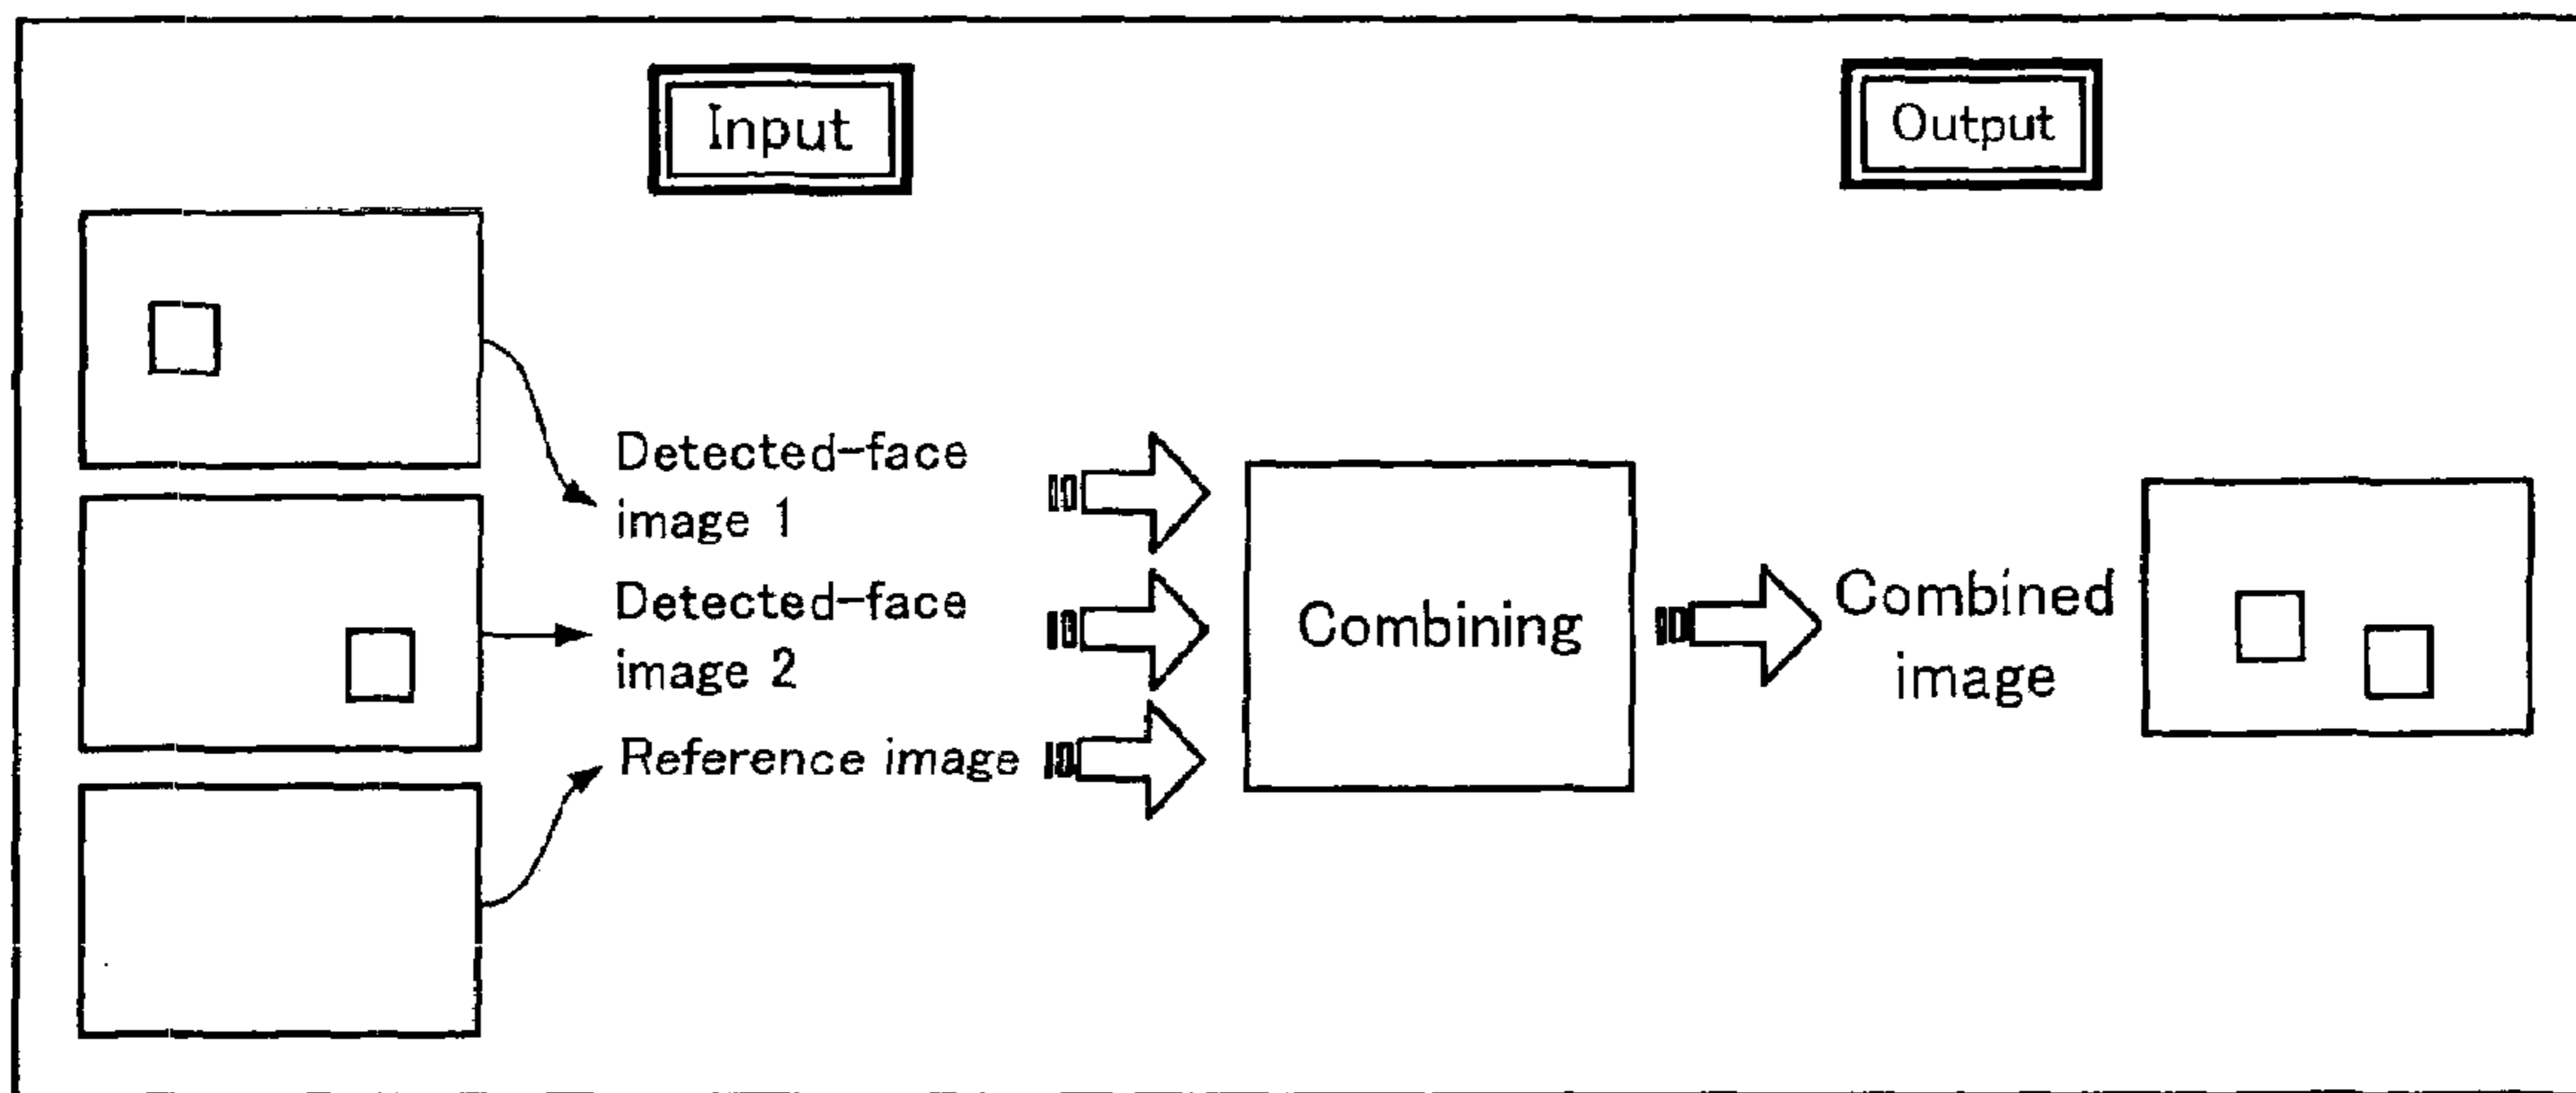 Input
Output
Detected-face
image 1
Detected-face
image 2
Reference image
Combining
Combined
image